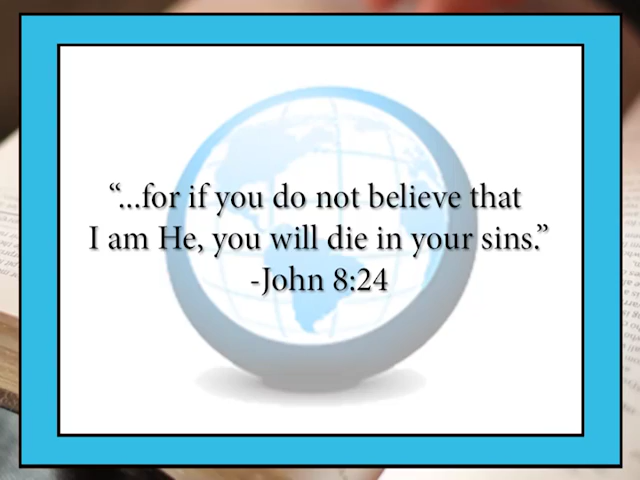 “...for if you do not believe that
I am He, you will die in your sins.”
-John 8:24